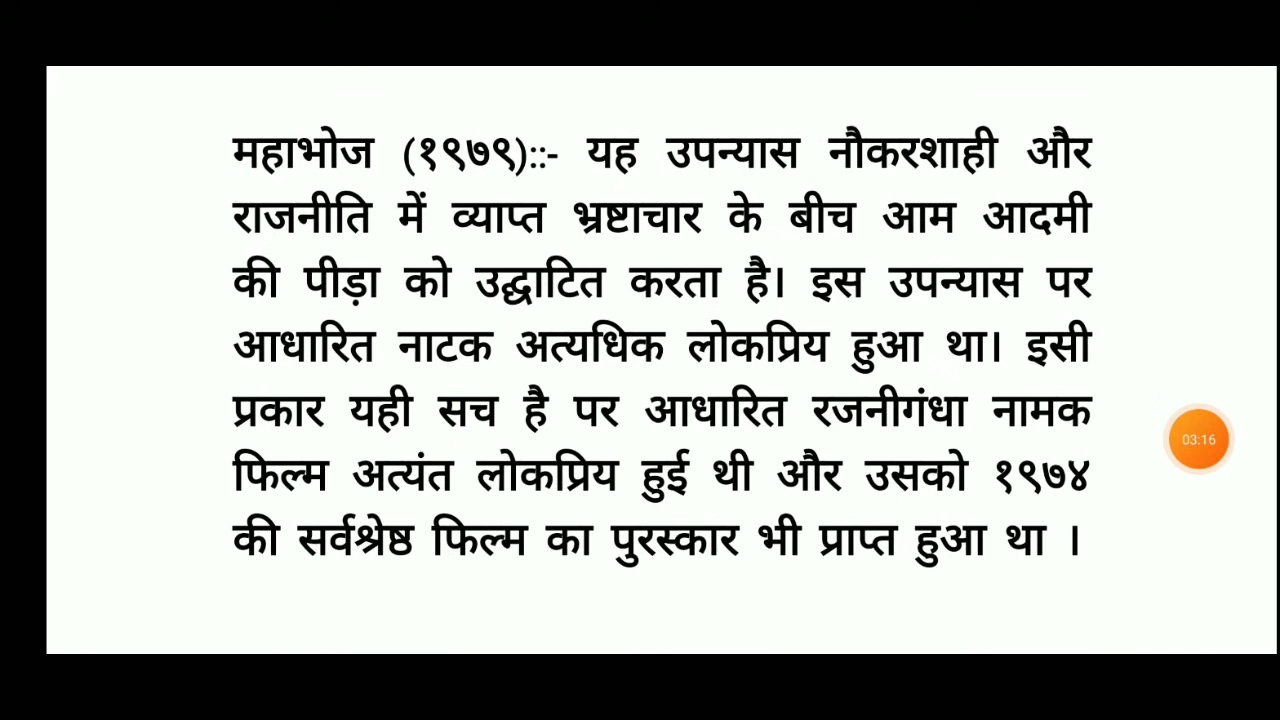 महाभोज (१९७९)::- यह उपन्यास नौकरशाही और
राजनीति में व्याप्त भ्रष्टाचार के बीच आम आदमी
की पीड़ा को उद्घाटित करता है। इस उपन्यास पर
आधारित नाटक अत्यधिक लोकप्रिय हुआ था। इसी
प्रकार यही सच है पर आधारित रजनीगंधा नामक
फिल्म अत्यंत लोकप्रिय हुई थी और उसको १९७४
की सर्वश्रेष्ठ फिल्म का पुरस्कार भी प्राप्त हुआ था ।
03:16